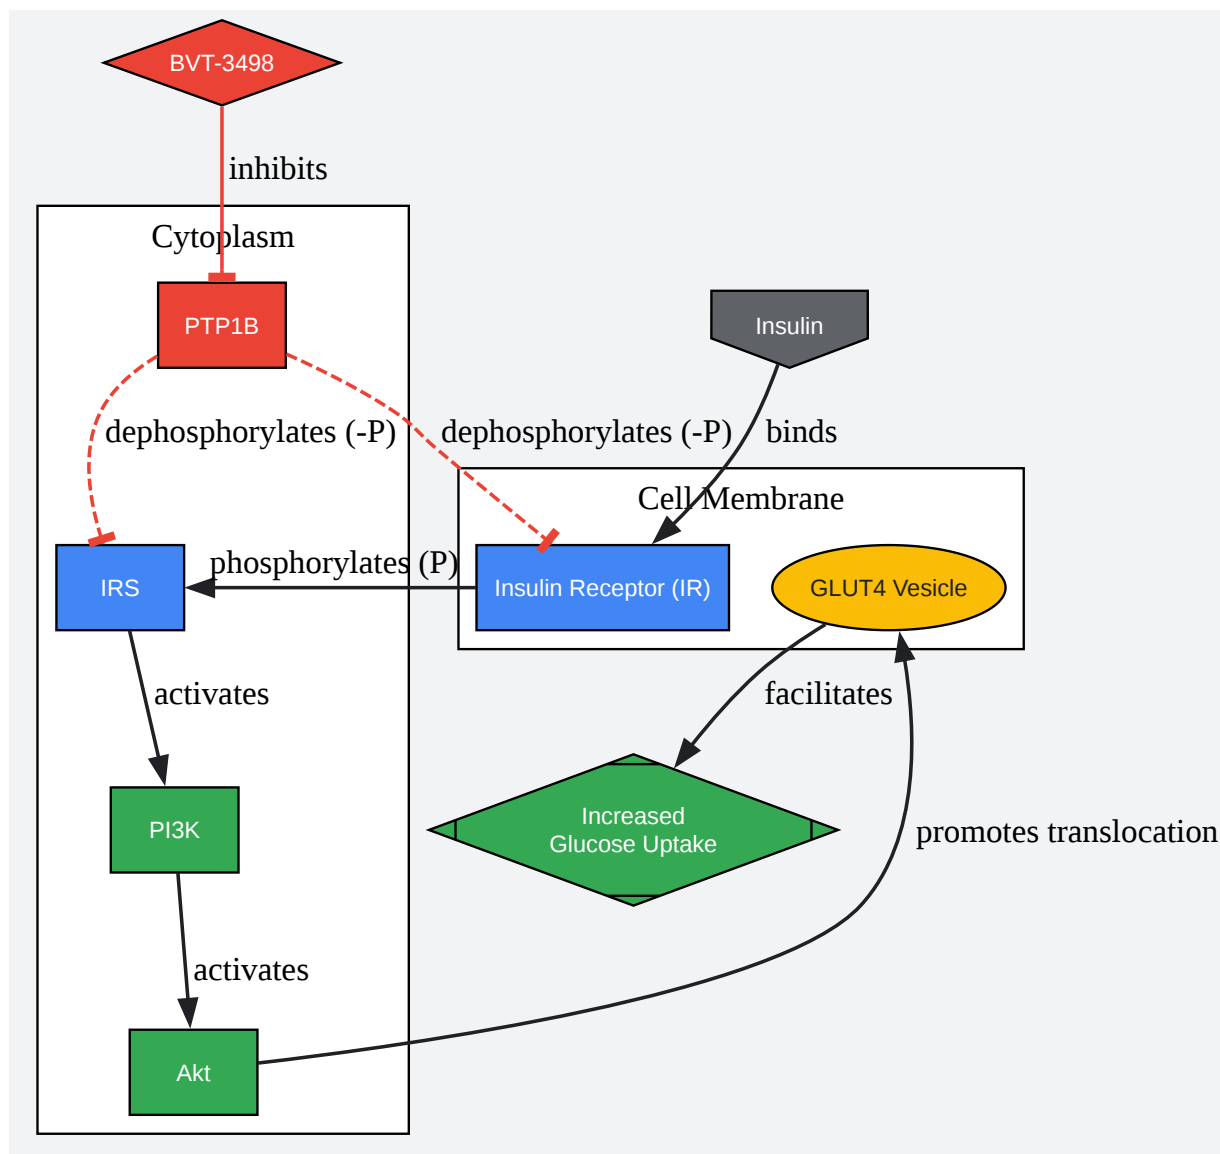 BVT-3498
inhibits
Cytoplasm
PTP1B
Insulin
dephosphorylates (-P)
dephosphorylates (-P)
binds
Cell Membrane
phosphorylates (P)
IRS
Insulin Receptor (IR)
GLUT4 Vesicle
activates
facilitates
PI3K
Increased
Glucose Uptake
promotes translocation
activates
Akt